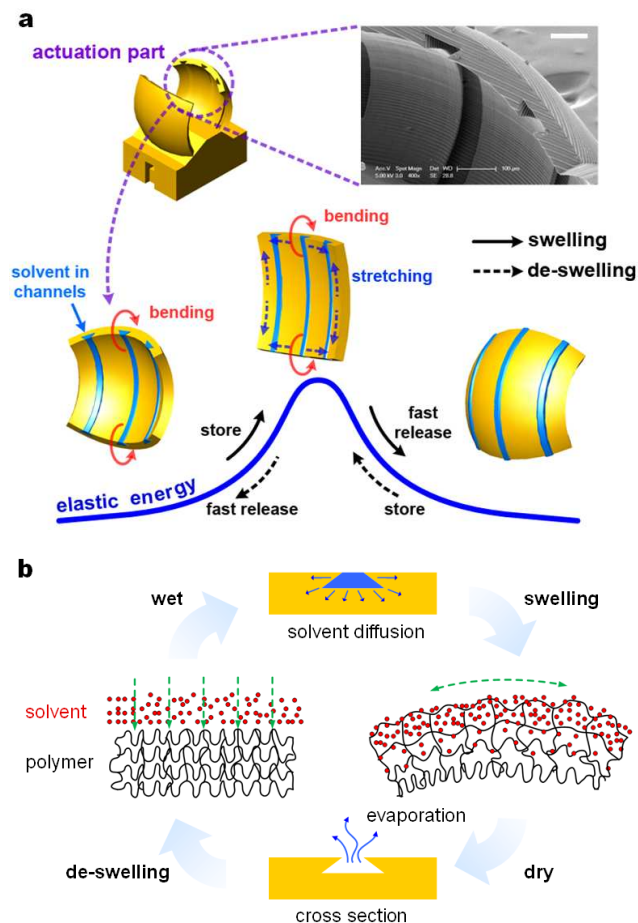 a
actuation part
Acc.V Spot Magn Det WD
5.00 kV 3.0 400x SE 28.8
100 µm
bending
swelling
de-swelling
stretching
solvent in
channels
bending
store
fast
release
elastic energy
fast release
store
b
wet
swelling
solvent diffusion
solvent
polymer
evaporation
de-swelling
dry
cross section